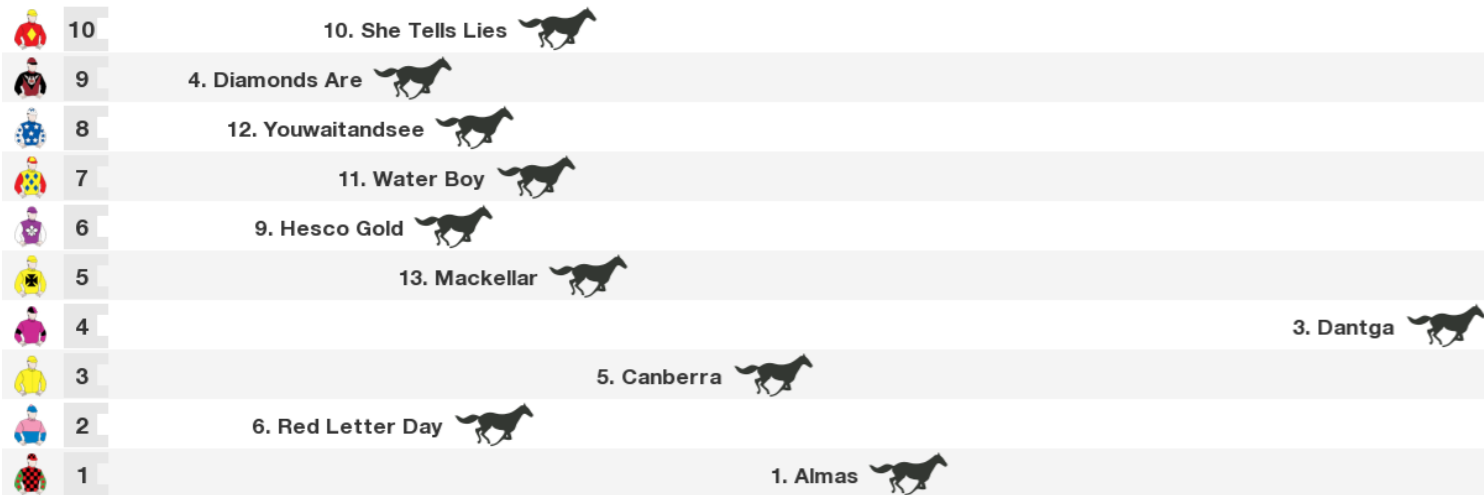 10 10. She Tells Lies
9 4. Diamonds Are
8 12. Youwaitandsee
7 11. Water Boy
6 9. Hesco Gold
5 13. Mackellar
4 3. Dantga
3 5. Canberra
2 6. Red Letter Day
1 1. Almas